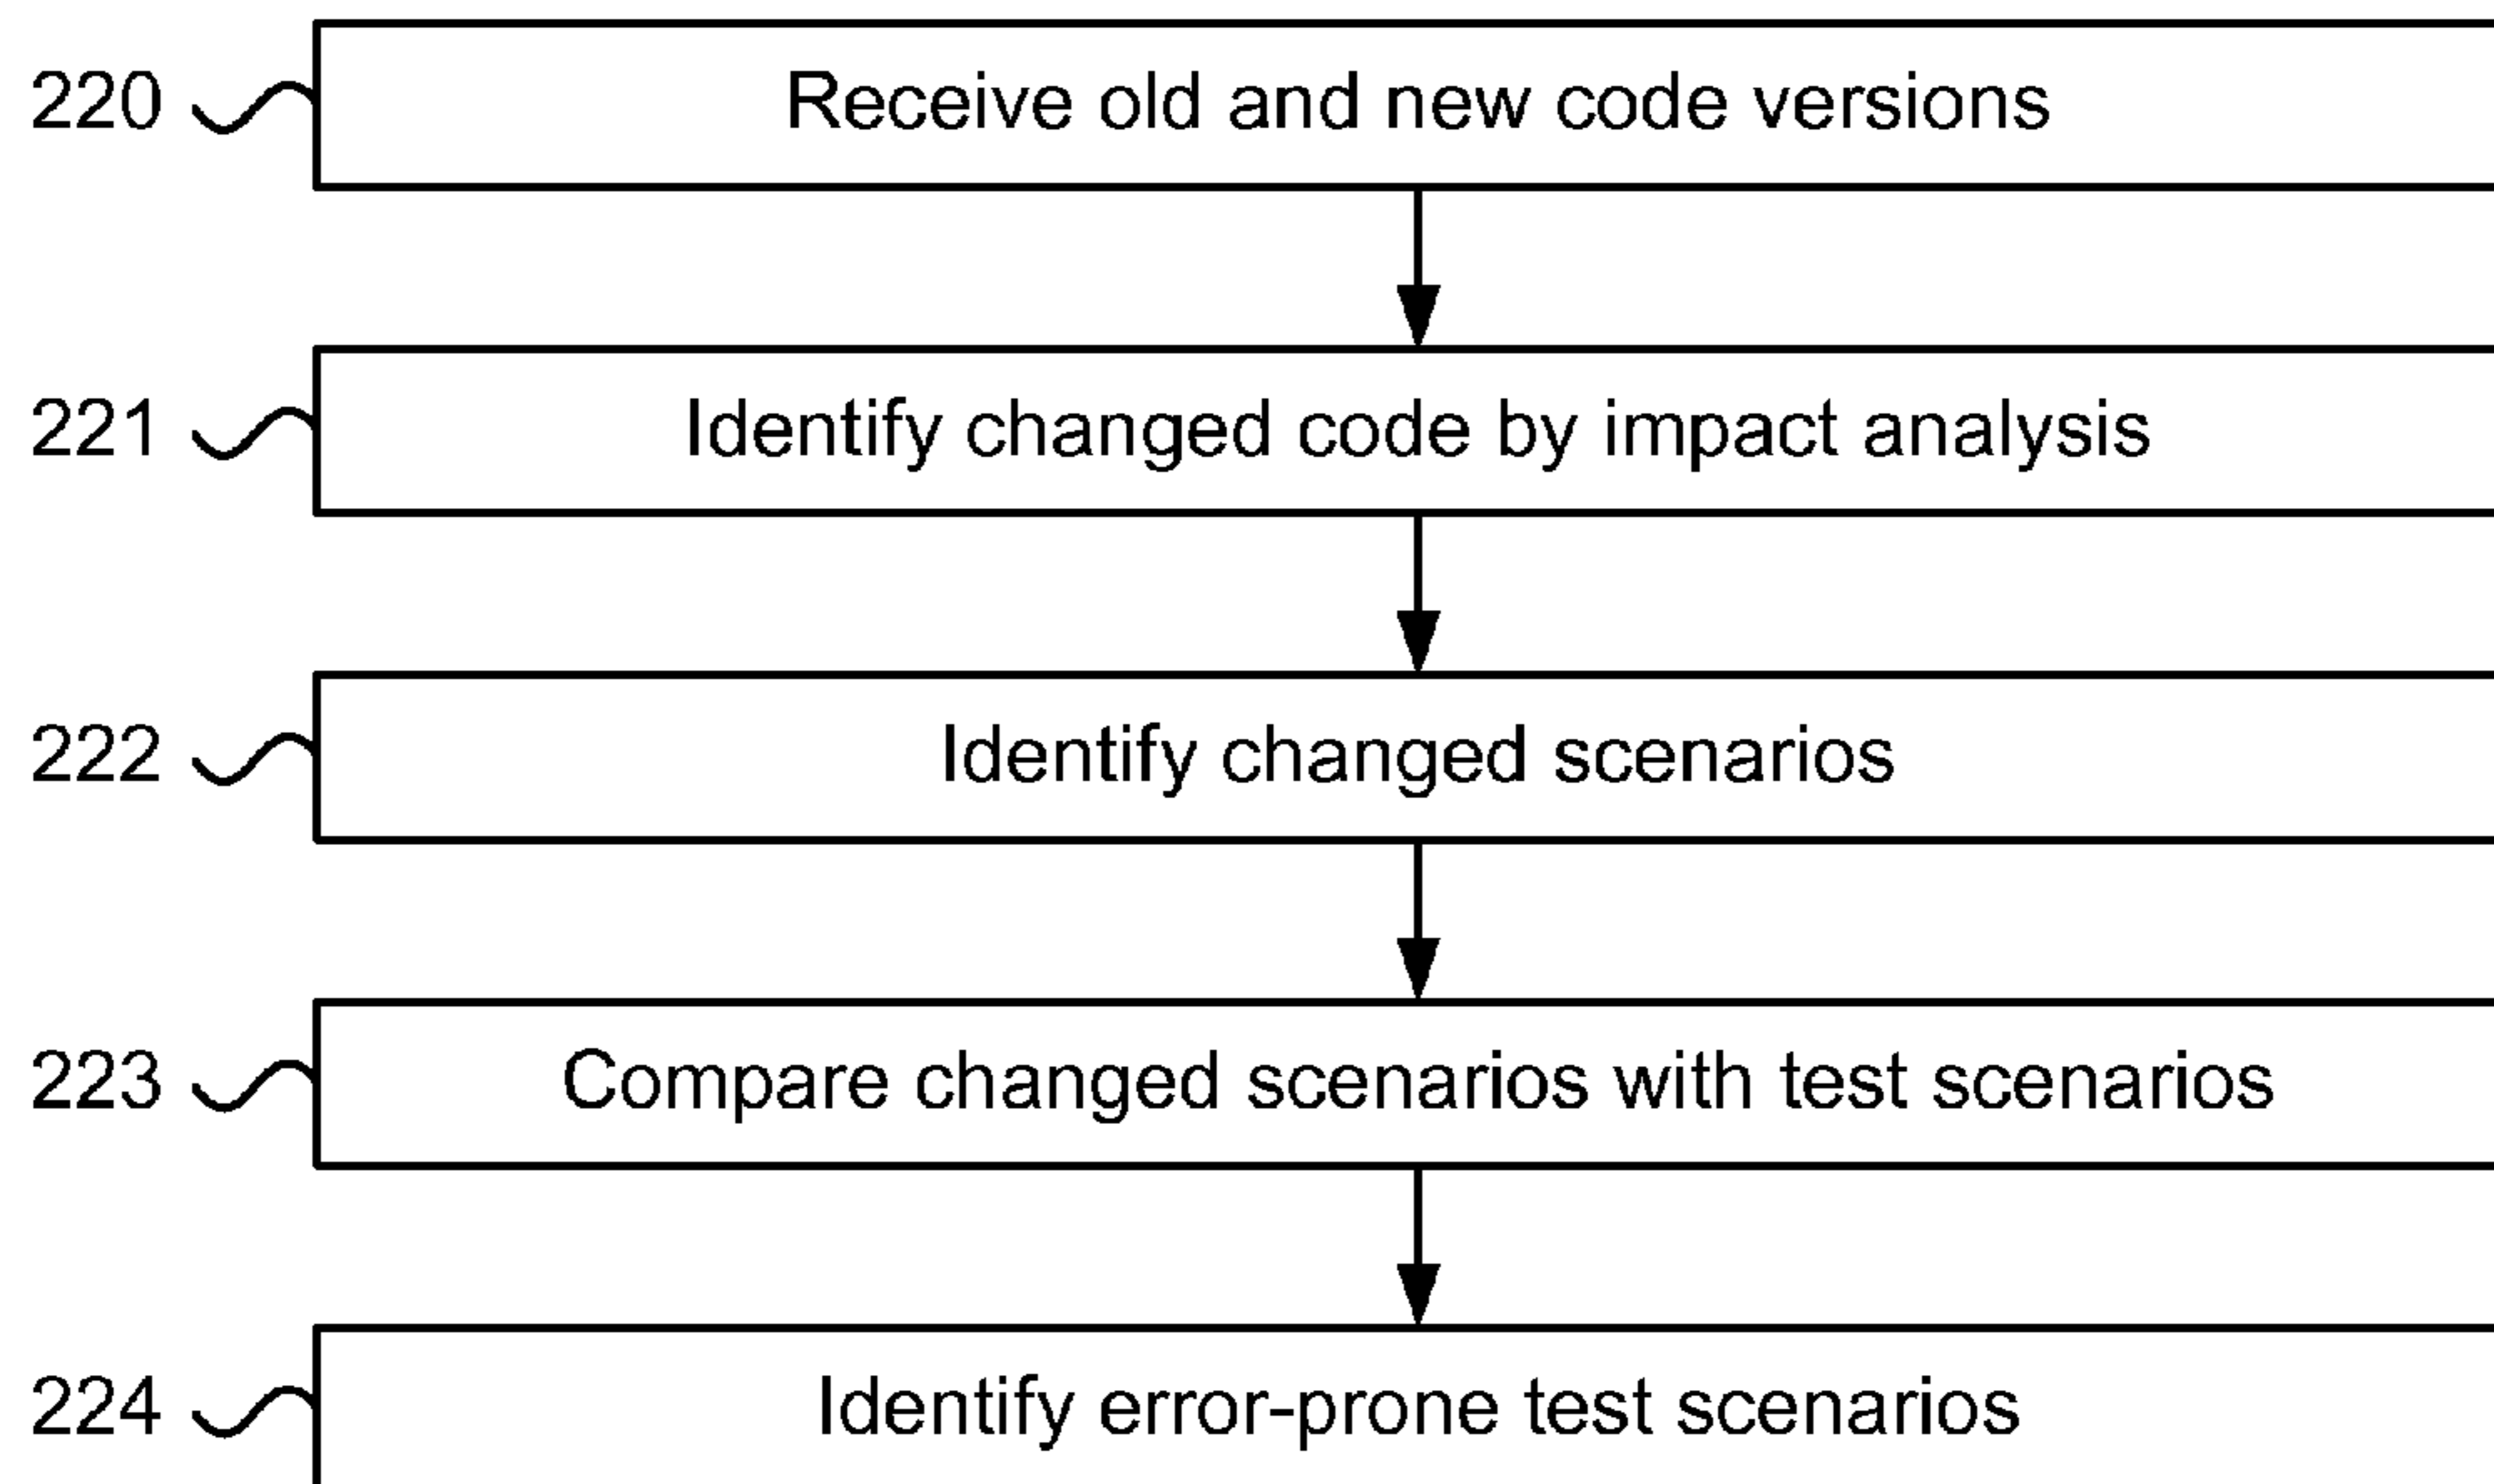 220 Receive old and new code versions
221 Identify changed code by impact analysis
222 Identify changed scenarios
223 Compare changed scenarios with test scenarios
224 Identify error-prone test scenarios